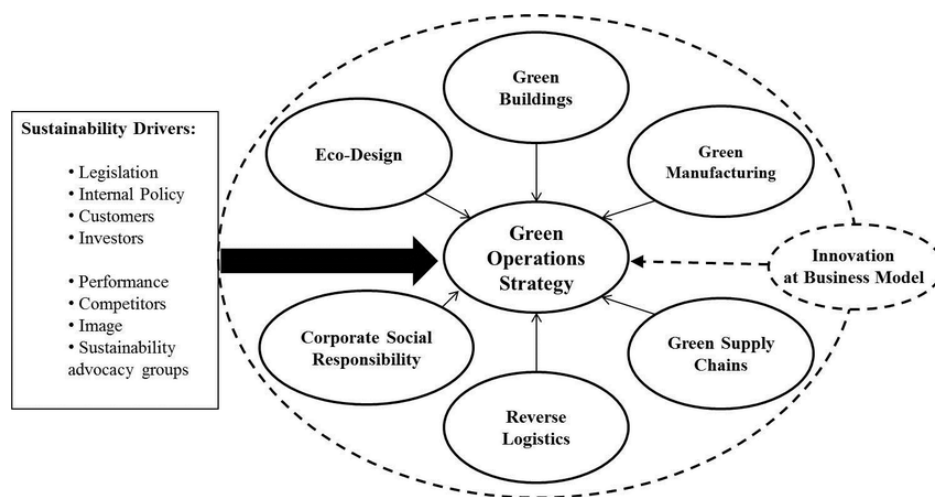 Sustainability Drivers:
• Legislation
• Internal Policy
• Customers
• Investors
• Performance
• Competitors
• Image
• Sustainability
advocacy groups
Green
Buildings
Eco-Design
Green
Manufacturing
Green
Operations
Strategy
Innovation
at Business Model
Corporate Social
Responsibility
Green Supply
Chains
Reverse
Logistics